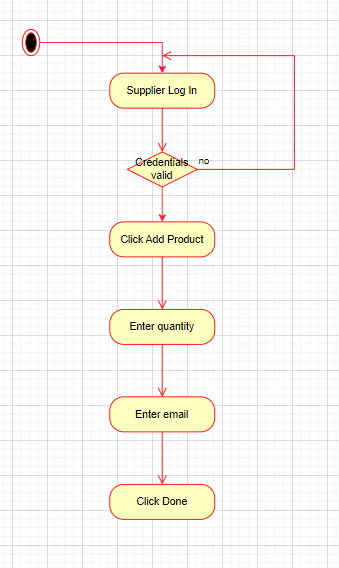 Supplier Log In
Credentials
valid
no
Click Add Product
Enter quantity
Enter email
Click Done